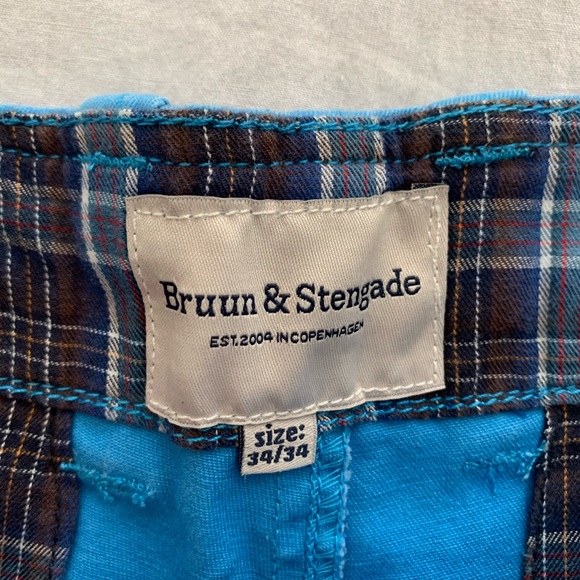 Bruun & Stengade
EST. 2004 IN COPENHAGEN
size:
34/34